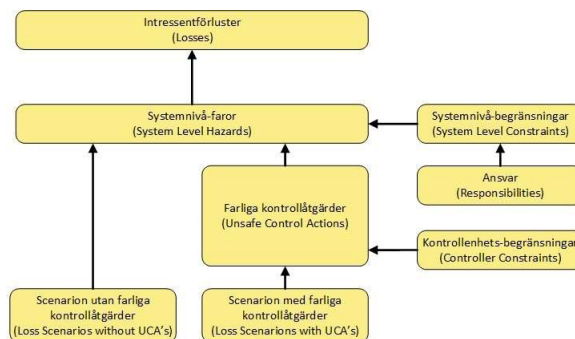 Intressentförluster
(Losses)
Systemnivå-faror
(System Level Hazards)
Systemnivå-begränsningar
(System Level Constraints)
Ansvar
(Responsibilities)
Farliga kontrollåtgärder
(Unsafe Control Actions)
Kontrollenhets-begränsningar
(Controller Constraints)
Scenarion utan farliga
kontrollåtgärder
(Loss Scenarios without UCA's)
Scenarion med farliga
kontrollåtgärder
(Loss Scenarions with UCA's)